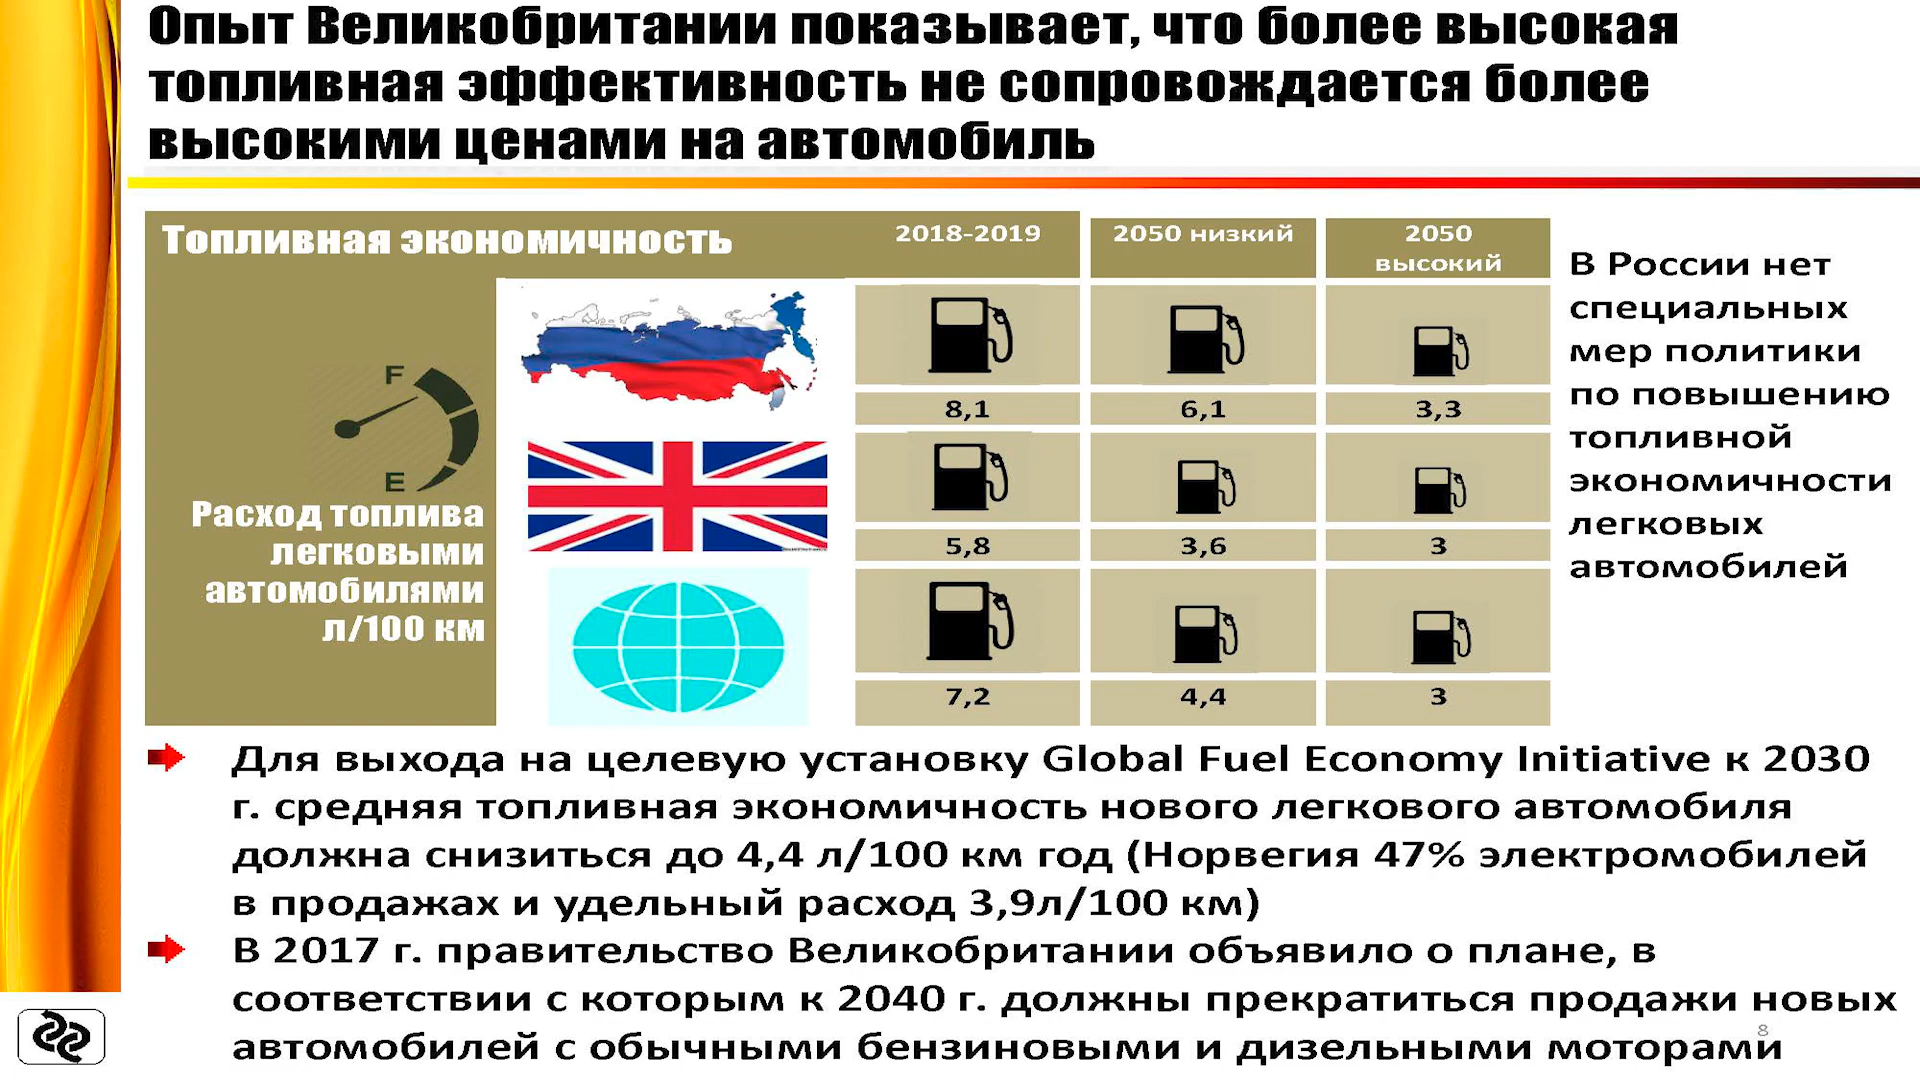 Опыт Великобритании показывает, что более высокая
топливная эффективность не сопровождается более
высокими ценами на автомобиль
Топливная экономичность
2018-2019
2050 низкий
2050
высокий
F
E
Расход топлива
легковыми
автомобилями
л/100 км
8,1
6,1
3,3
5,8
3,6
3
7,2
4,4
3
В России нет
специальных
мер политики
по повышению
топливной
экономичности
легковых
автомобилей
Для выхода на целевую установку Global Fuel Economy Initiative к 2030
г. средняя топливная экономичность нового легкового автомобиля
должна снизиться до 4,4 л/100 км год (Норвегия 47% электромобилей
в продажах и удельный расход 3,9л/100 км)
В 2017 г. правительство Великобритании объявило о плане, в
соответствии с которым к 2040 г. должны прекратиться продажи новых
автомобилей с обычными бензиновыми и дизельными моторами
8